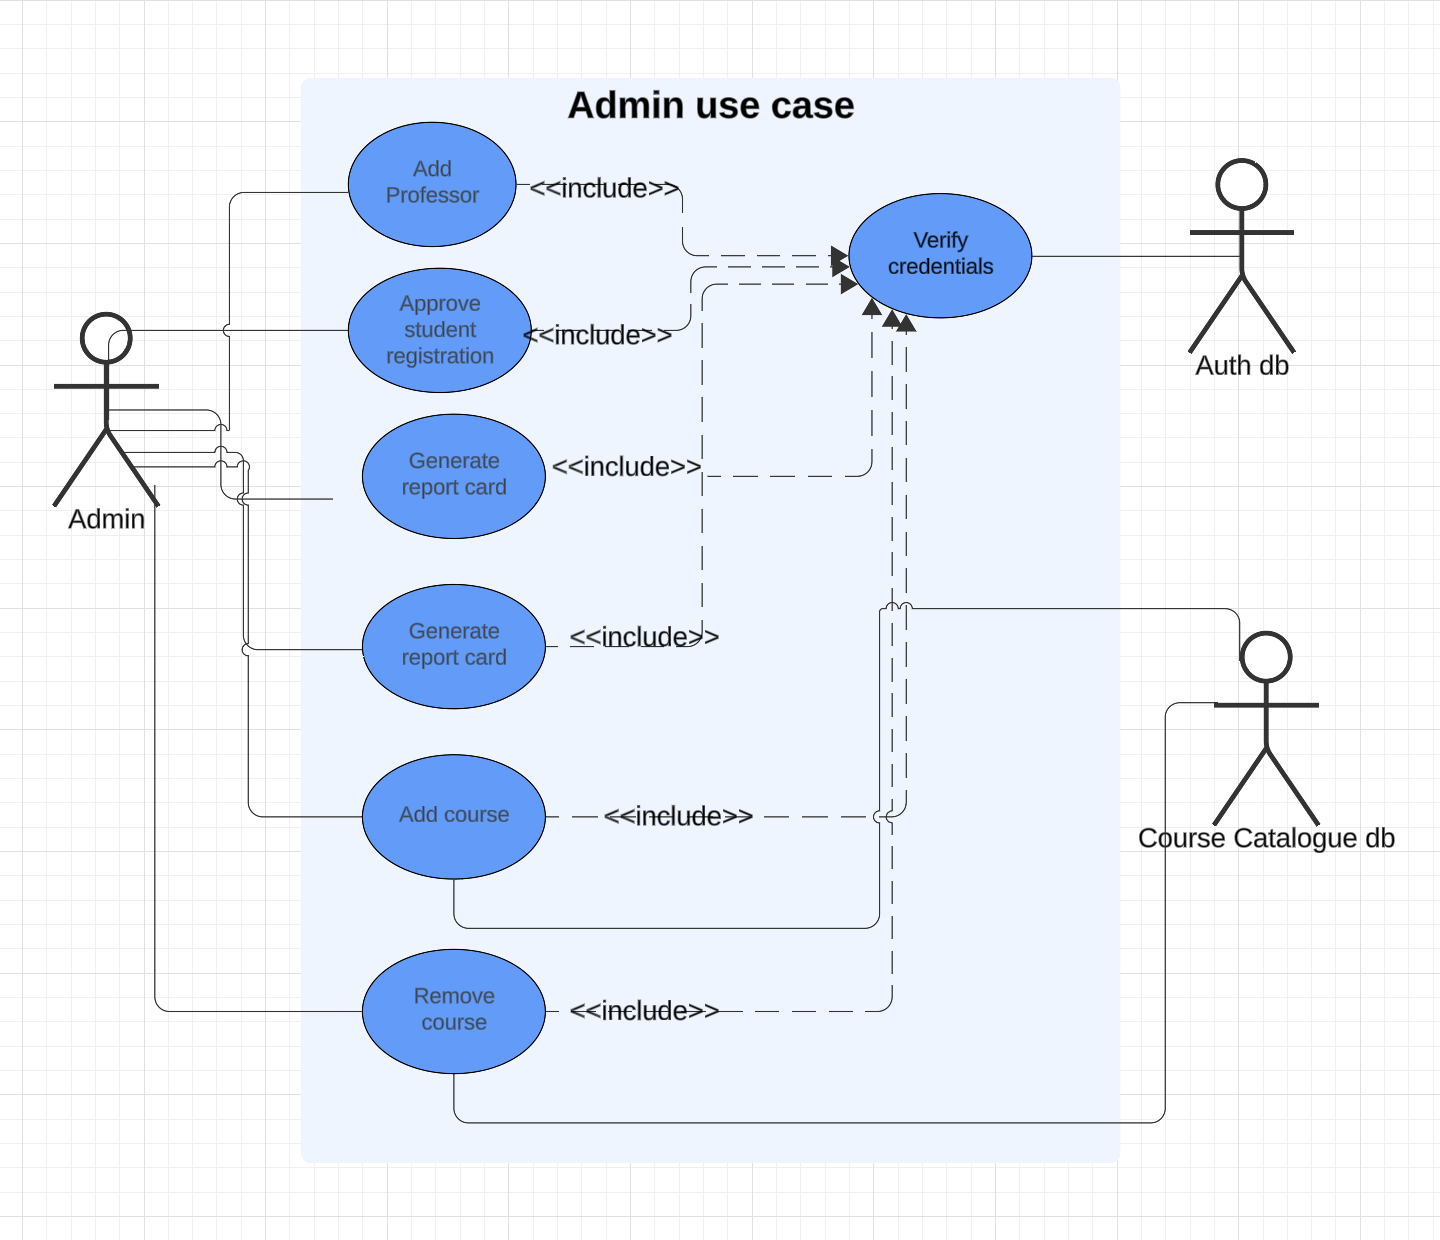 Admin use case
Add
Professor
<<include>>
Verify
credentials
Auth db
Approve
student
registration
<<include>>
Admin
Generate
report card
<<include>>
Generate
report card
<<include>>
Add course
<<include>>
Course Catalogue db
Remove
course
<<include>>